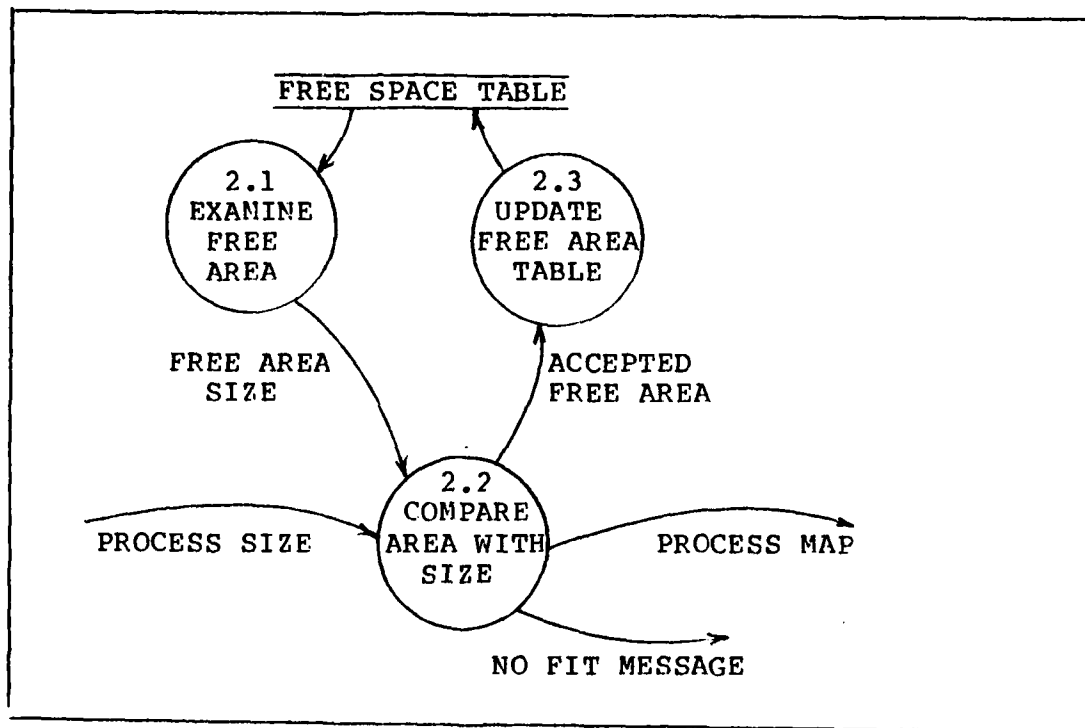 FREE SPACE TABLE
2.1
EXAMINE
FREE
AREA
2.3
UPDATE
FREE AREA
TABLE
FREE AREA
SIZE
ACCEPTED
FREE AREA
2.2
COMPARE
AREA WITH
SIZE
PROCESS SIZE
PROCESS MAP
NO FIT MESSAGE